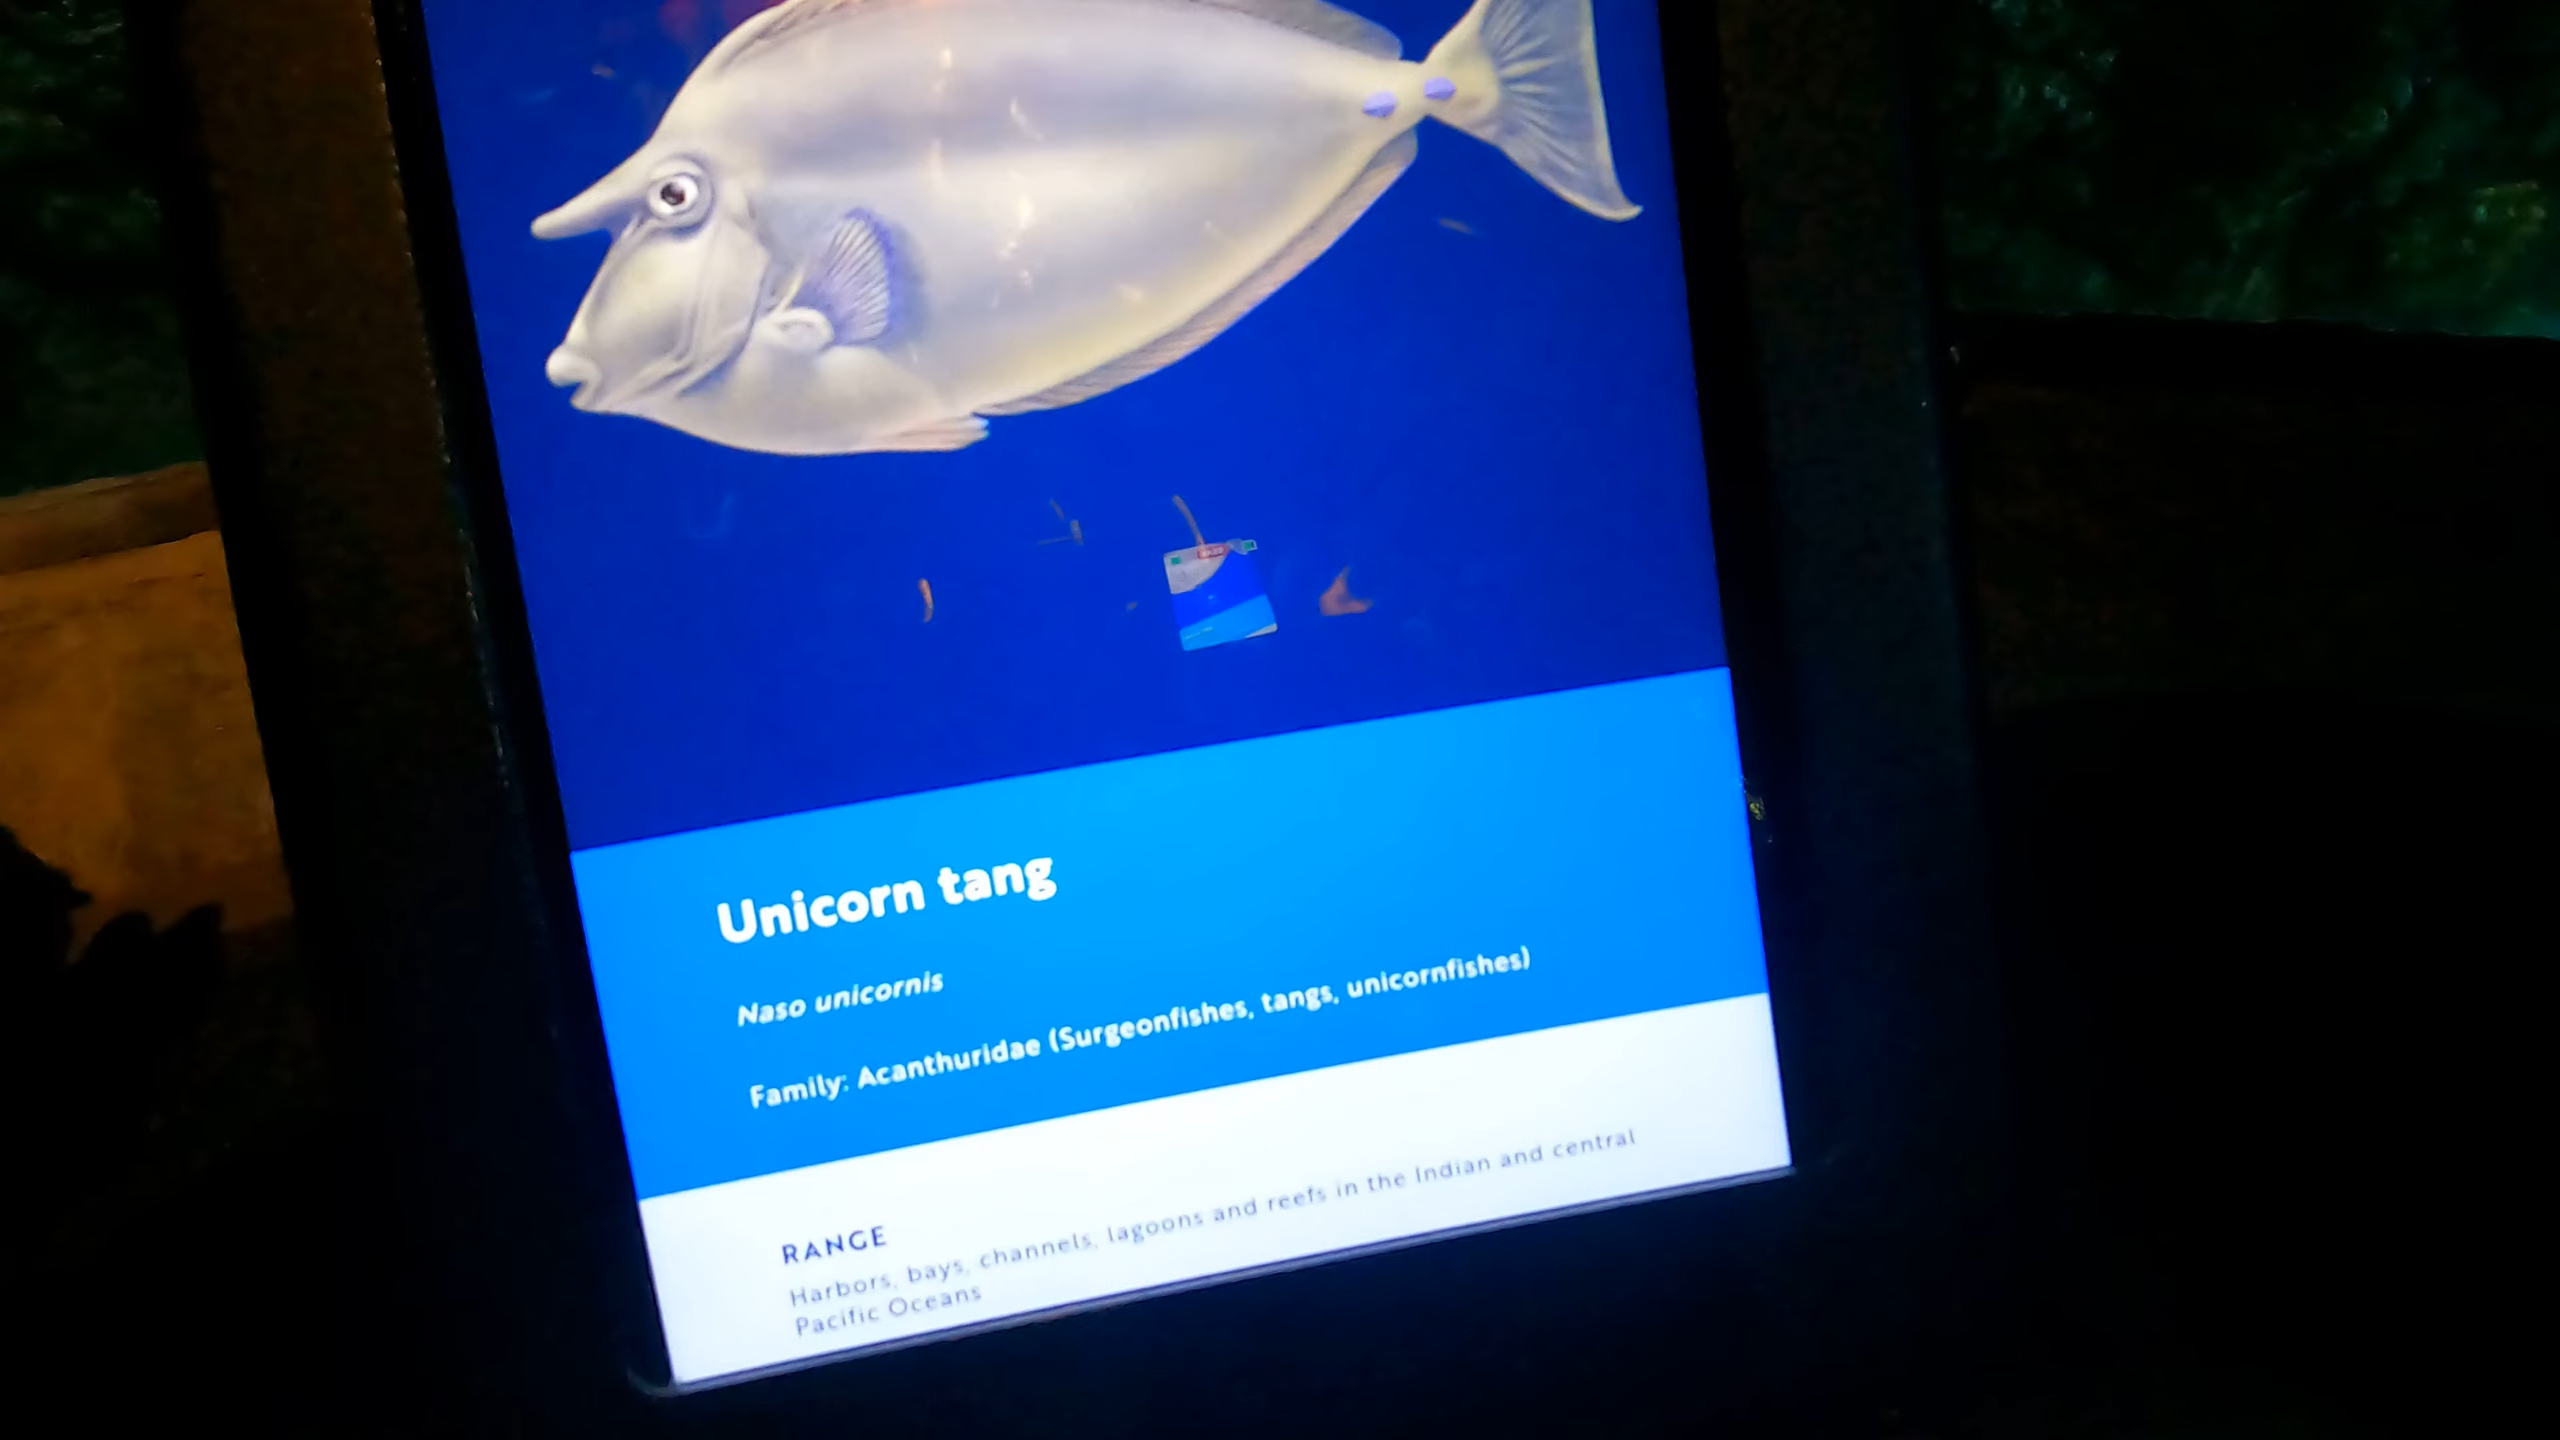 Unicorn tang
Naso unicornis
Family: Acanthuridae (Surgeonfishes, tangs, unicornfishes)
RANGE
Harbors, bays, channels, lagoons and reefs in the Indian and central
Pacific Oceans